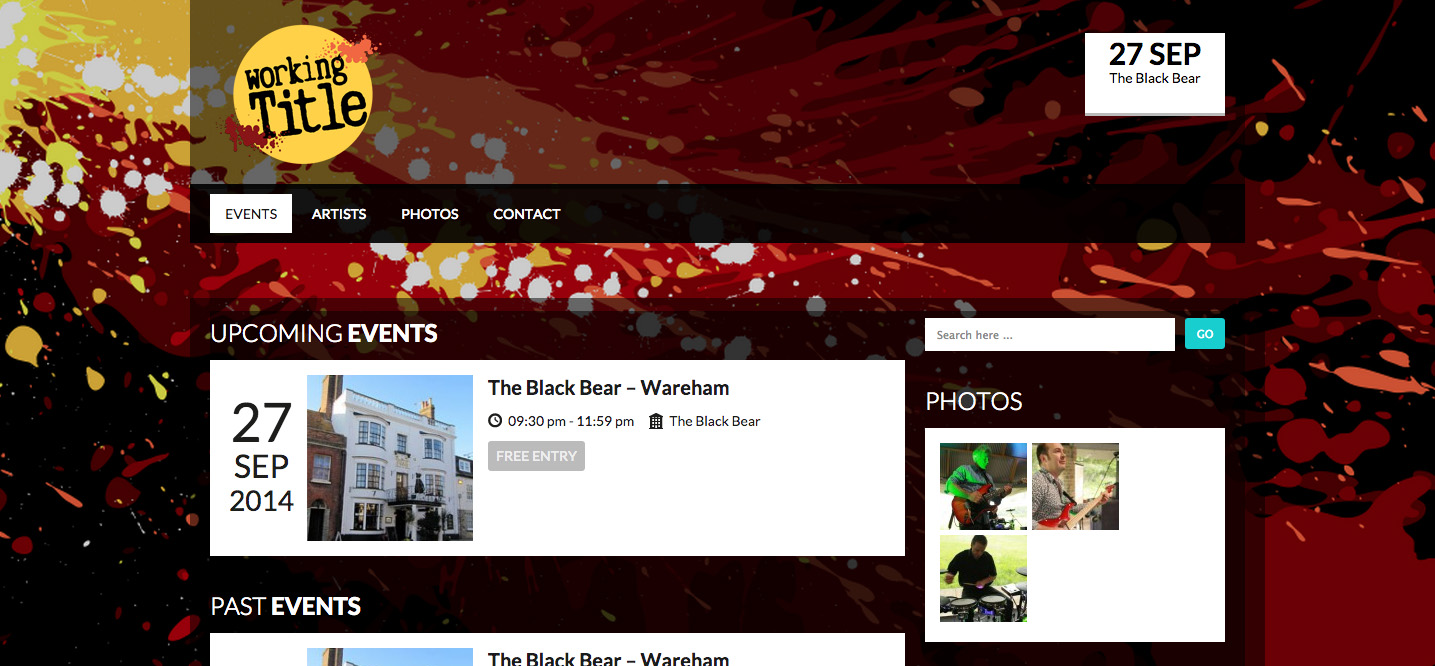 working
Title
27 SEP
The Black Bear
EVENTS
ARTISTS
PHOTOS
CONTACT
UPCOMING EVENTS
Search here ...
GO
27
SEP
2014
The Black Bear – Wareham
09:30 pm - 11:59 pm The Black Bear
FREE ENTRY
PHOTOS
PAST EVENTS
The Black Bear – Wareham